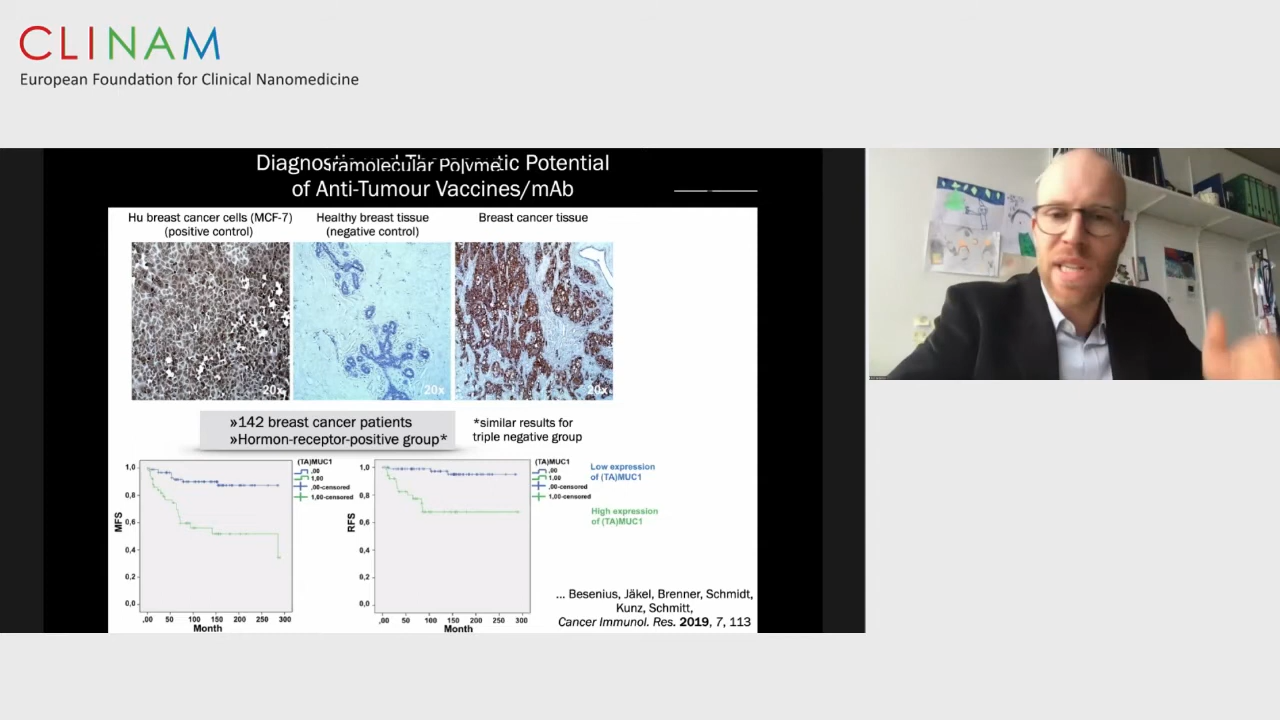 CLINAM
European Foundation for Clinical Nanomedicine
of Anti-Tumour Vaccines/mAb
Hu breast cancer cells (MCF-7)
(positive control)
Healthy breast tissue
(negative control)
Breast cancer tissue
20x
20x
20x
»142 breast cancer patients
»Hormon-receptor-positive group*
*similar results for
triple negative group
MFS
1,0
0,8
0,6
0,4
0,2
0,0
,00
50
100
150
200
250
300
Month
(TA)MUC1
,00
1,00
,00-censored
1,00-censored
RFS
1,0
0,8
0,6
0,4
0,2
0,0
,00
50
100
150
200
250
300
Month
(TA)MUC1
,00
1,00
,00-censored
1,00-censored
Low expression
of (TA)MUC1
High expression
of (TA)MUC1
... Besenius, Jäkel, Brenner, Schmidt,
Kunz, Schmitt,
Cancer Immunol. Res. 2019, 7, 113